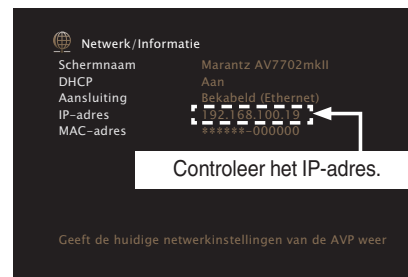 Netwerk/Informatie
Schermnaam Marantz AV7702mkII
DHCP Aan
Aansluiting Bekabeld (Ethernet)
IP-adres 192.168.100.19
MAC-adres ******-000000
Controleer het IP-adres.
Geeft de huidige netwerkinstellingen van de AVP weer